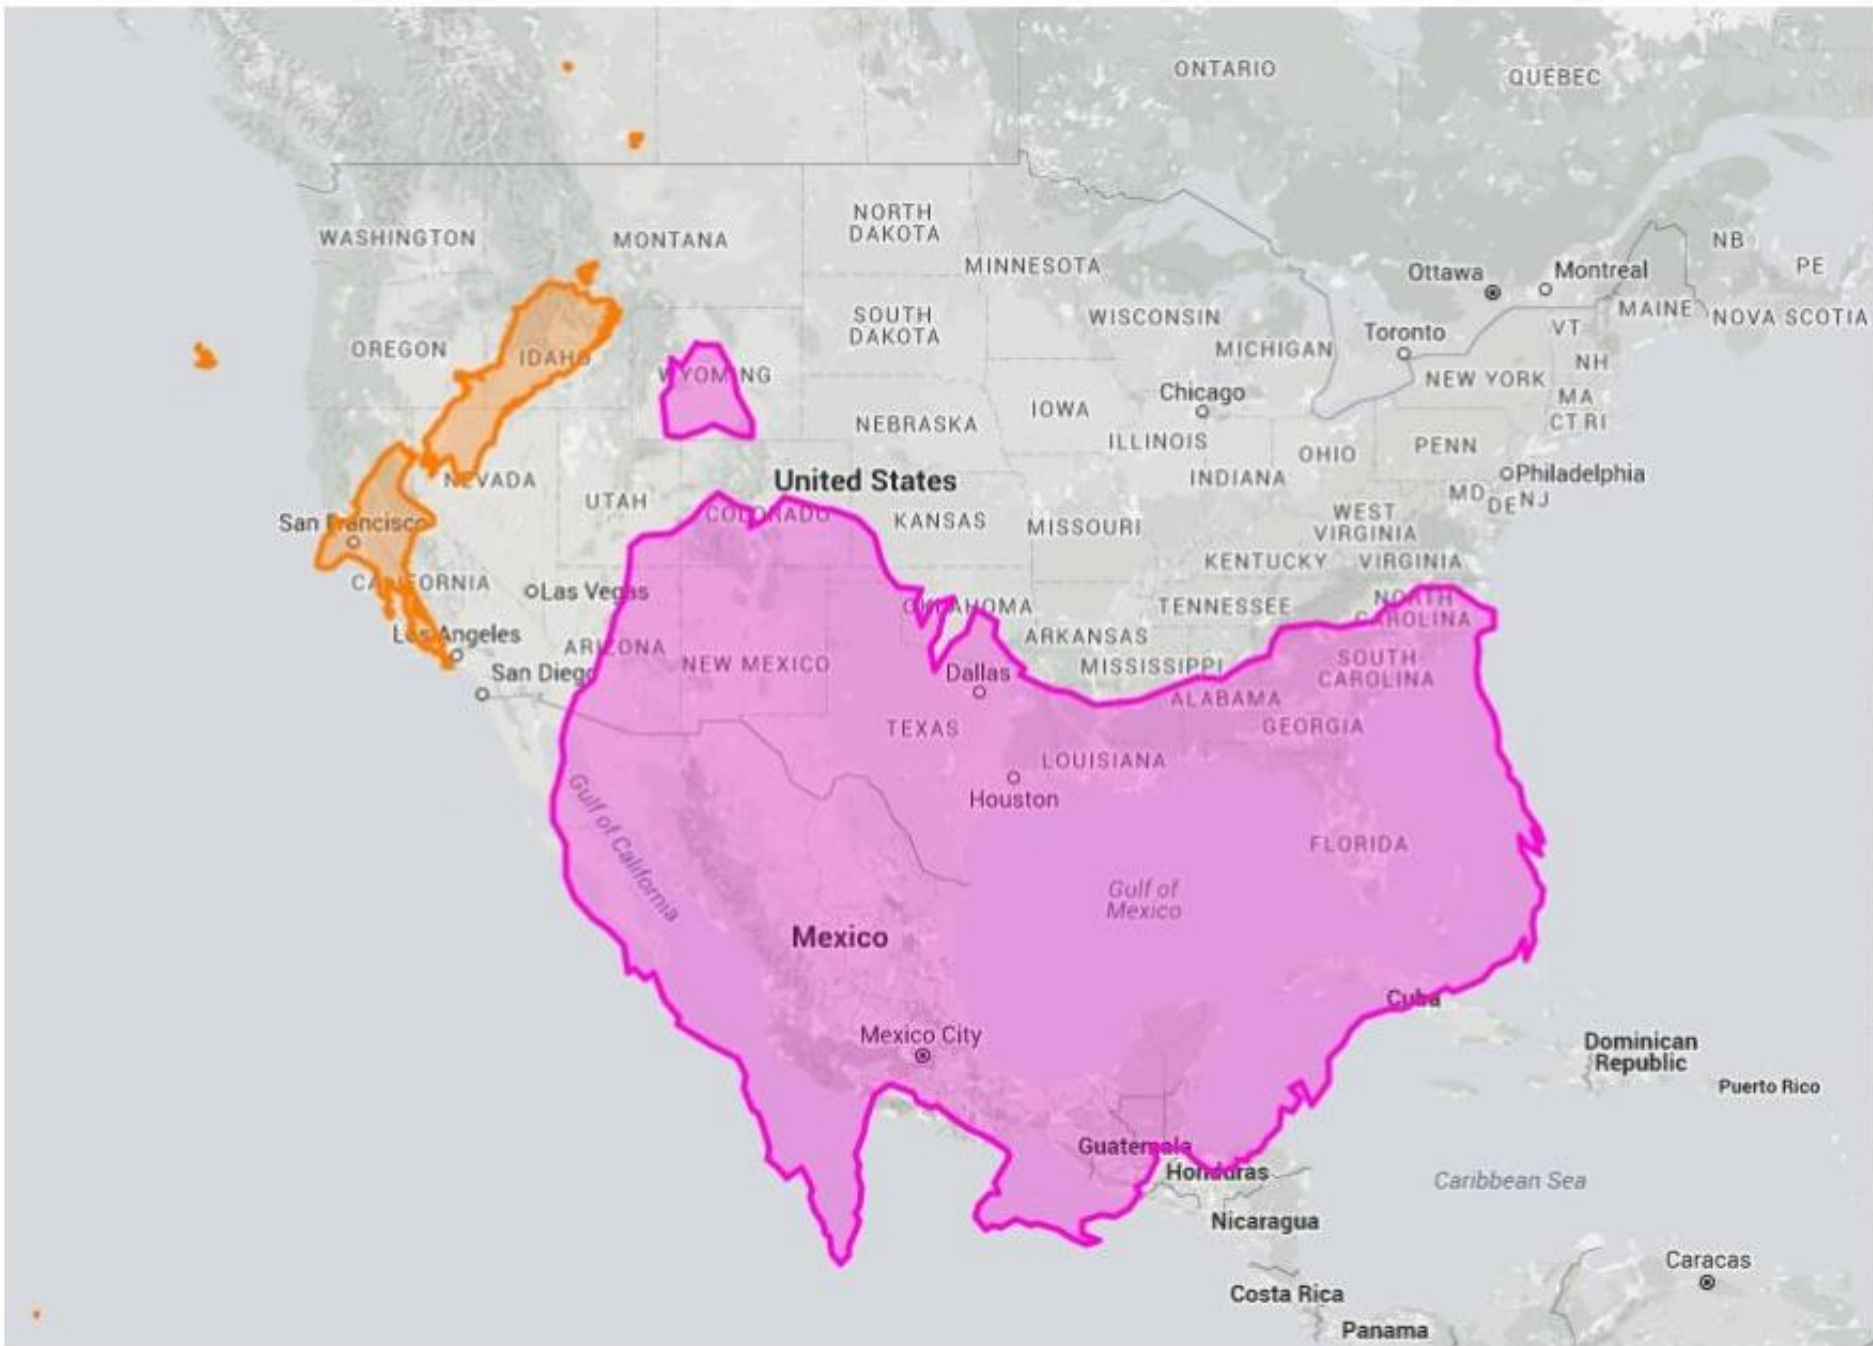 ONTARIO
QUÉBEC
WASHINGTON
MONTANA
NORTH
DAKOTA
MINNESOTA
Ottawa
Montreal
NB
PE
OREGON
IDAHO
SOUTH
DAKOTA
WISCONSIN
MICHIGAN
Toronto
VT
MAINE
NOVA SCOTIA
NH
WYOMING
NEBRASKA
IOWA
Chicago
NEW YORK
MA
CT RI
ILLINOIS
INDIANA
OHIO
PENN
Philadelphia
MD
DE
NJ
NEVADA
UTAH
United States
COLORADO
KANSAS
MISSOURI
WEST
VIRGINIA
KENTUCKY
VIRGINIA
San Francisco
CALIFORNIA
Las Vegas
OKLAHOMA
TENNESSEE
NORTH
CAROLINA
Los Angeles
ARIZONA
NEW MEXICO
ARKANSAS
MISSISSIPPI
SOUTH
CAROLINA
San Diego
Dallas
ALABAMA
TEXAS
GEORGIA
LOUISIANA
Houston
FLORIDA
Gulf of California
Gulf of
Mexico
Mexico
Cuba
Mexico City
Dominican
Republic
Puerto Rico
Guatemala
Honduras
Caribbean Sea
Nicaragua
Caracas
Costa Rica
Panama